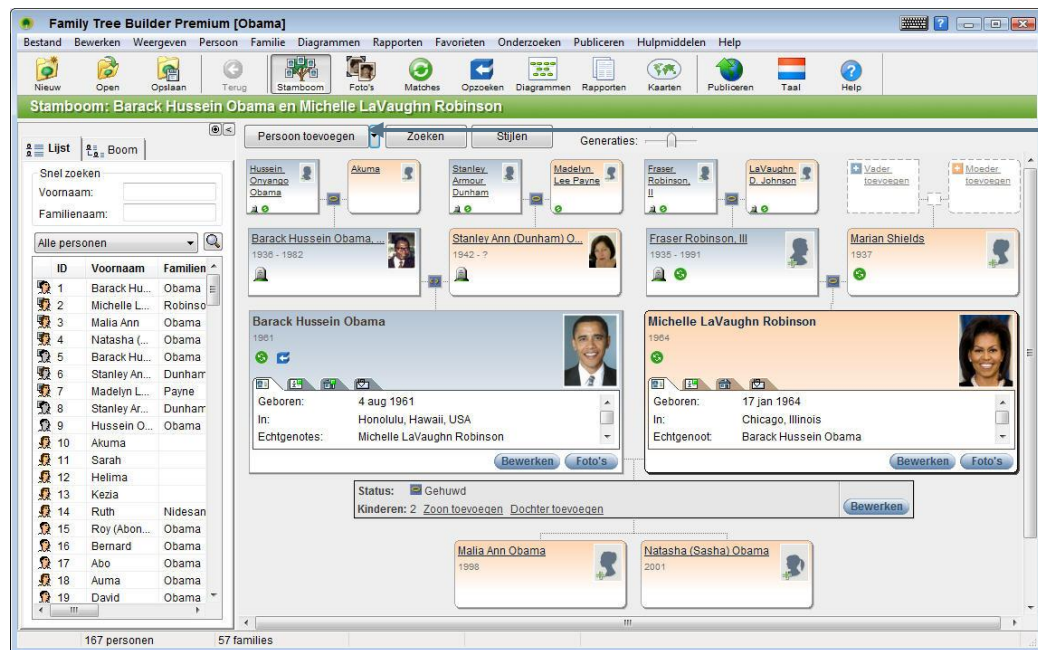 Family Tree Builder Premium [Obama]
Bestand Bewerken Weergeven Persoon Familie Diagrammen Rapporten Favorieten Onderzoeken Publiceren Hulpmiddelen Help
Nieuw Open Opslaan Terug Stamboom Foto's Matches Opzoeken Diagrammen Rapporten Kaarten Publiceren Taal Help
Stamboom: Barack Hussein Obama en Michelle LaVaughn Robinson
Persoon toevoegen Zoeken Stijlen Generaties:
Lijst Boom
Snel zoeken
Voornaam:
Familienaam:
Alle personen
ID Voornaam Familien
1 Barack Hu... Obama
2 Michelle L... Robinso
3 Malia Ann Obama
4 Natasha (... Obama
5 Barack Hu... Obama
6 Stanley An... Dunham
7 Madelyn L... Payne
8 Stanley Ar... Dunham
9 Hussein O... Obama
10 Akuma
11 Sarah
12 Helima
13 Kezia
14 Ruth Nidesan
15 Roy (Abon... Obama
16 Bernard Obama
17 Abo Obama
18 Auma Obama
19 David Obama
Hussein
Onyango
Obama
Akuma
Stanley
Armour
Dunham
Madelyn
Lee Payne
Fraser
Robinson,
II
LaVaughn
D. Johnson
Vader
toevoegen
Moeder
toevoegen
Barack Hussein Obama, ...
1936 - 1982
Stanley Ann (Dunham) O...
1942 - ?
Fraser Robinson, III
1935 - 1991
Marian Shields
1937
Barack Hussein Obama
1961
Geboren: 4 aug 1961
In: Honolulu, Hawaii, USA
Echtgenotes: Michelle LaVaughn Robinson
Bewerken Foto's
Michelle LaVaughn Robinson
1964
Geboren: 17 jan 1964
In: Chicago, Illinois
Echtgenoot: Barack Hussein Obama
Bewerken Foto's
Status: Gehuwd
Kinderen: 2 Zoon toevoegen Dochter toevoegen
Bewerken
Malia Ann Obama
1998
Natasha (Sasha) Obama
2001
167 personen 57 families